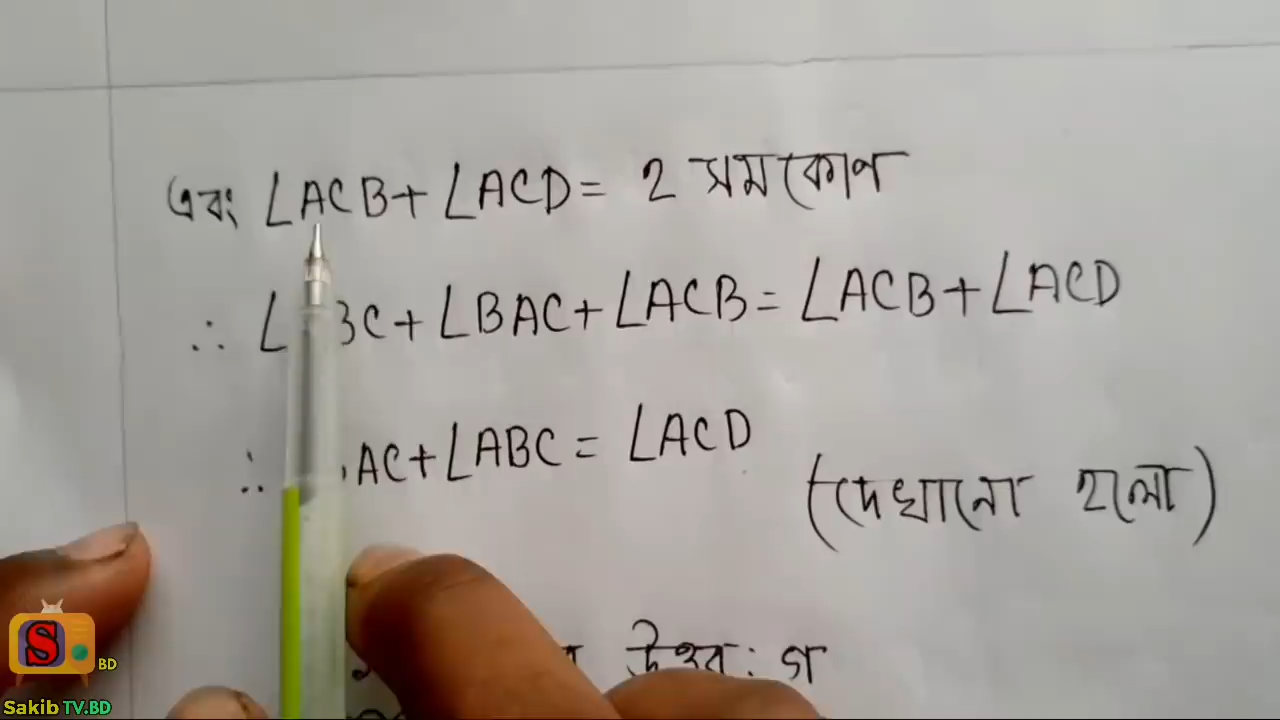 এবং ∠ACB+∠ACD= 2 সমকোণ
∴ ∠BC+∠BAC+∠ACB=∠ACB+∠ACD
∴ AC+∠ABC= ∠ACD
(দেখানো হলো)
উত্তর: গ
S BD
Sakib TV.BD